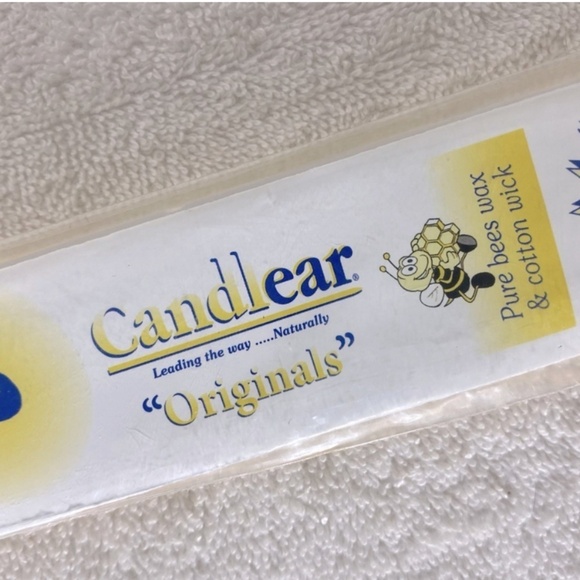 Candlear®
Leading the way .....Naturally
“Originals”
Pure bees wax
& cotton wick